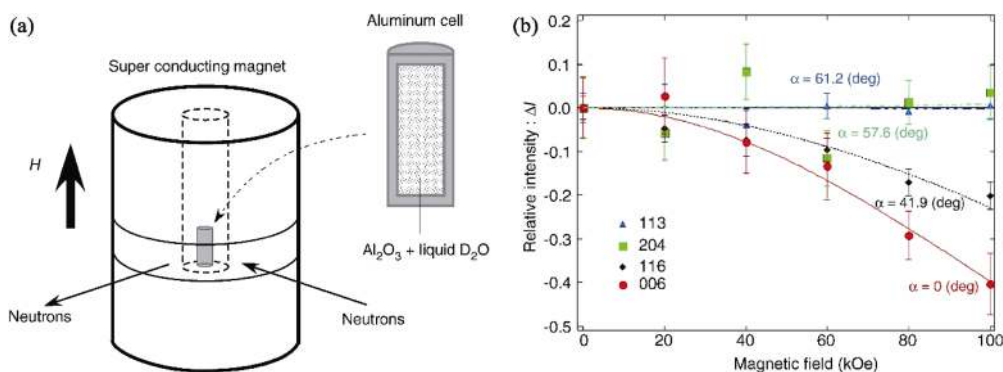 (a)
Super conducting magnet
H
Neutrons
Neutrons
Aluminum cell
Al₂O₃ + liquid D₂O
(b)
Relative intensity : ΔI
0.2
0.1
0.0
-0.1
-0.2
-0.3
-0.4
-0.5
α = 61.2 (deg)
α = 57.6 (deg)
α = 41.9 (deg)
α = 0 (deg)
113
204
116
006
0 20 40 60 80 100
Magnetic field (kOe)